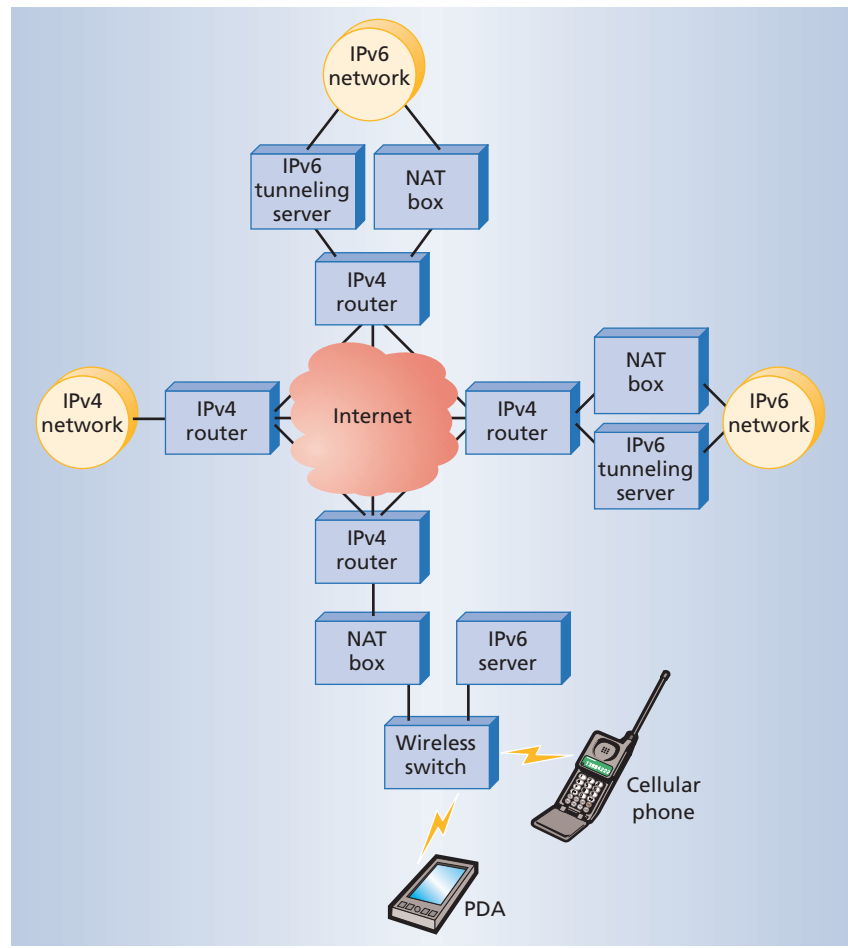 IPv6
network
IPv6
tunneling
server
NAT
box
IPv4
router
IPv4
network
IPv4
router
Internet
IPv4
router
NAT
box
IPv6
tunneling
server
IPv6
network
IPv4
router
NAT
box
IPv6
server
Wireless
switch
Cellular
phone
PDA